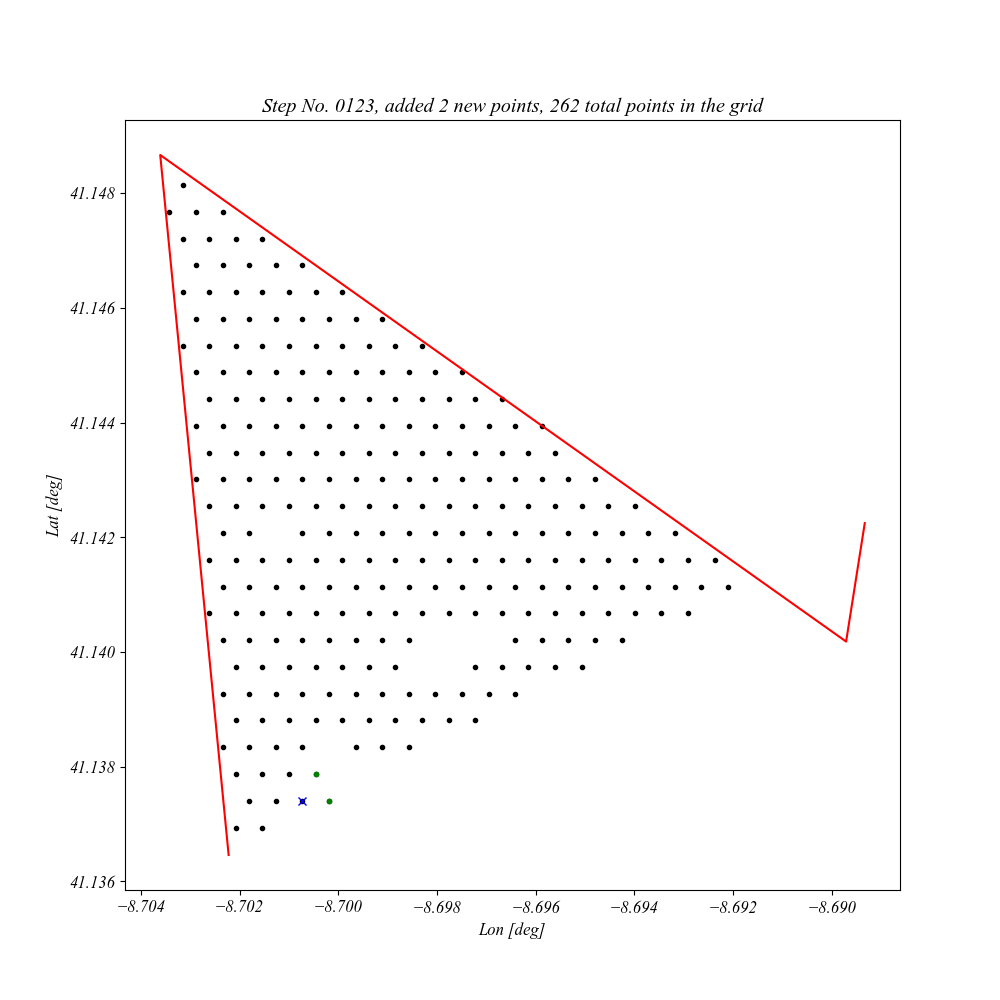 Step No. 0123, added 2 new points, 262 total points in the grid
41.148
41.146
41.144
41.142
41.140
41.138
41.136
Lat [deg]
−8.704 −8.702 −8.700 −8.698 −8.696 −8.694 −8.692 −8.690
Lon [deg]